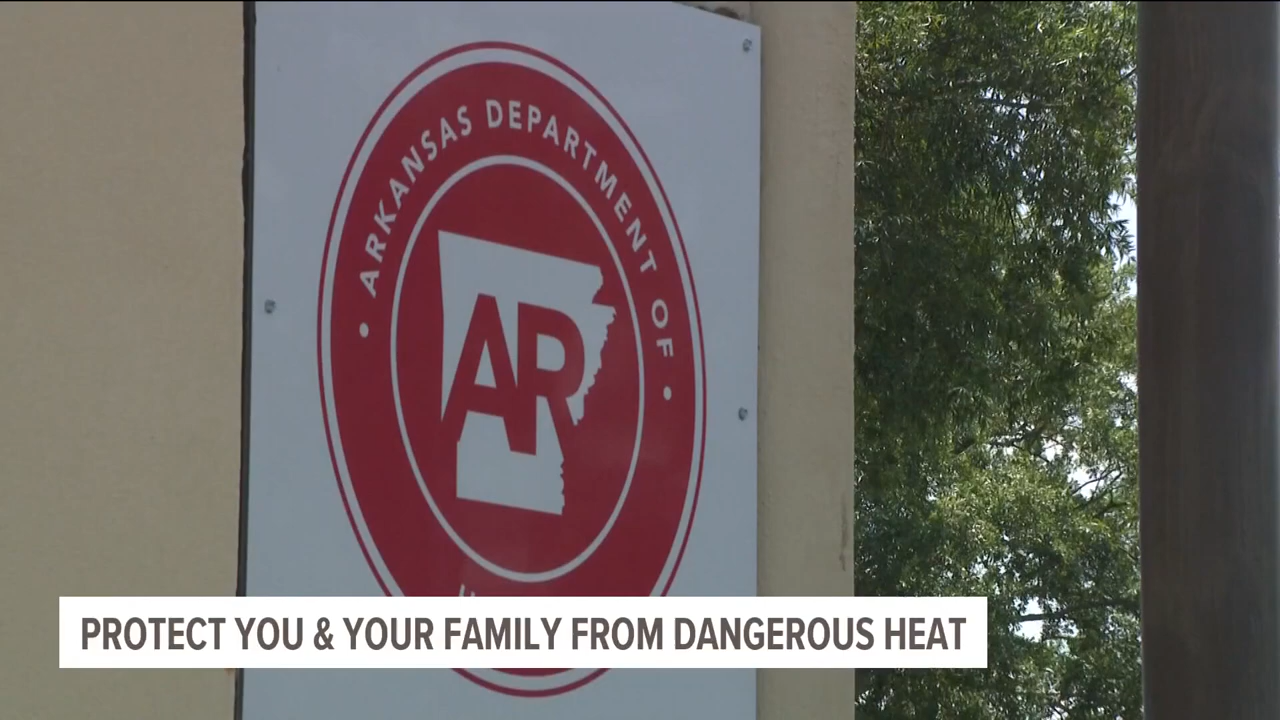 • ARKANSAS DEPARTMENT OF •
AR
PROTECT YOU & YOUR FAMILY FROM DANGEROUS HEAT